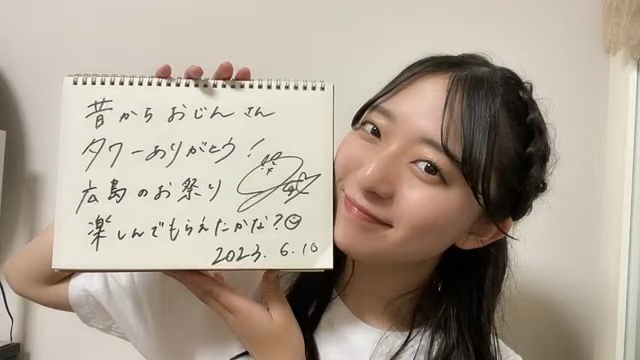 昔から おじん さん
タワーありがとう!
広島のお祭り
楽しんでもらえたかな?
2023. 6.10